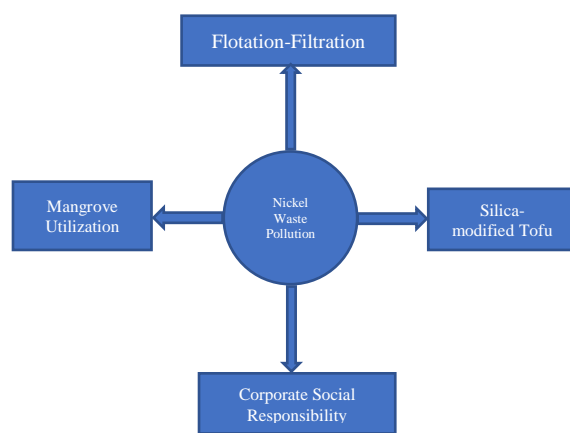 Flotation-Filtration
Mangrove
Utilization
Nickel
Waste
Pollution
Silica-
modified Tofu
Corporate Social
Responsibility